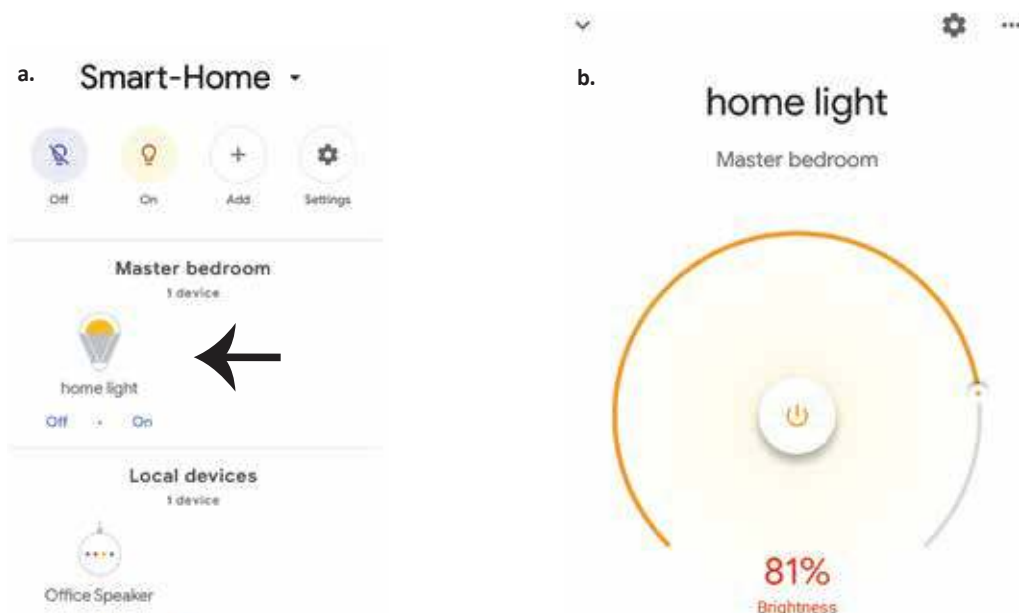 a.
Smart-Home
Off On Add Settings
Master bedroom
1 device
home light
Off • On
Local devices
1 device
Office Speaker
b.
home light
Master bedroom
81%
Brightness